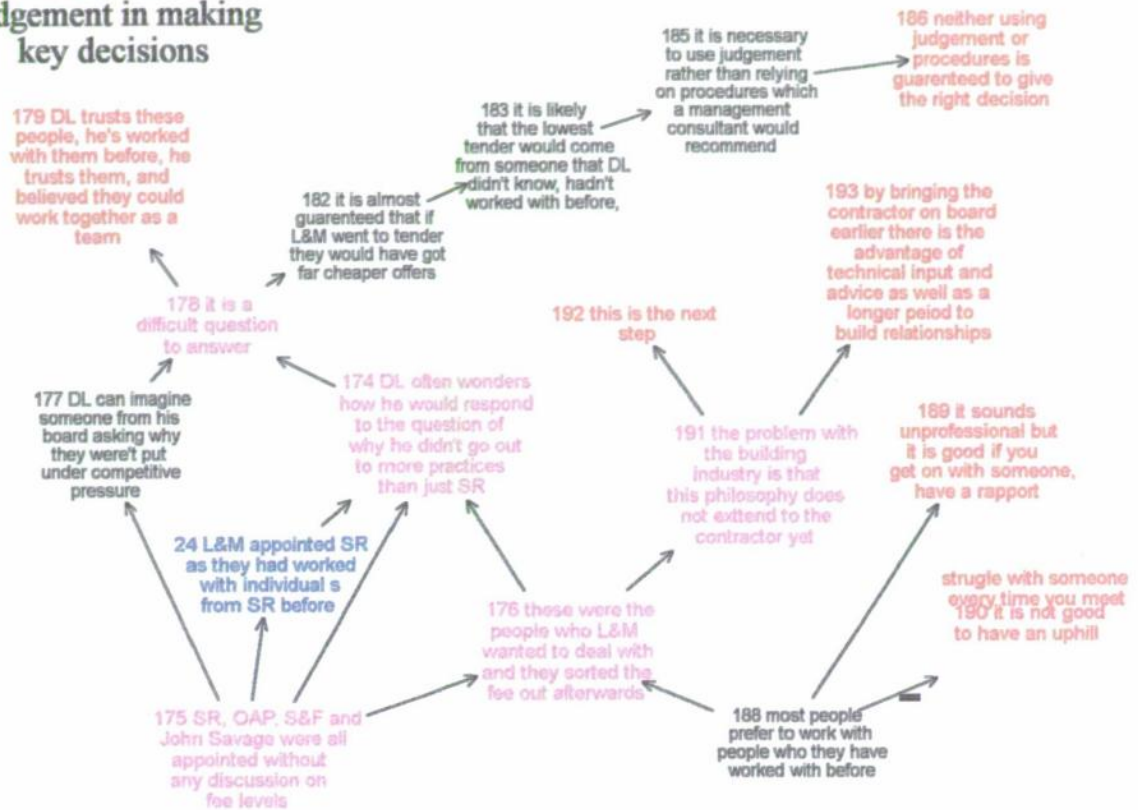 dgement in making
key decisions
179 DL trusts these
people, he's worked
with them before, he
trusts them, and
believed they could
work together as a
team
182 it is almost
guarenteed that if
L&M went to tender
they would have got
far cheaper offers
183 it is likely
that the lowest
tender would come
from someone that DL
didn't know, hadn't
worked with before,
185 it is necessary
to use judgement
rather than relying
on procedures which
a management
consultant would
recommend
186 neither using
judgement or
procedures is
guarenteed to give
the right decision
178 it is a
difficult question
to answer
193 by bringing the
contractor on board
earlier there is the
advantage of
technical input and
advice as well as a
longer peiod to
build relationships
192 this is the next
step
177 DL can imagine
someone from his
board asking why
they were't put
under competitive
pressure
174 DL often wonders
how he would respond
to the question of
why he didn't go out
to more practices
than just SR
191 the problem with
the building
industry is that
this philosophy does
not exttend to the
contractor yet
189 it sounds
unprofessional but
it is good if you
get on with someone,
have a rapport
24 L&M appointed SR
as they had worked
with individual s
from SR before
176 these were the
people who L&M
wanted to deal with
and they sorted the
fee out afterwards
strugle with someone
every time you meet
190 it is not good
to have an uphill
175 SR, OAP, S&F and
John Savage were all
appointed without
any discussion on
fee levels
188 most people
prefer to work with
people who they have
worked with before